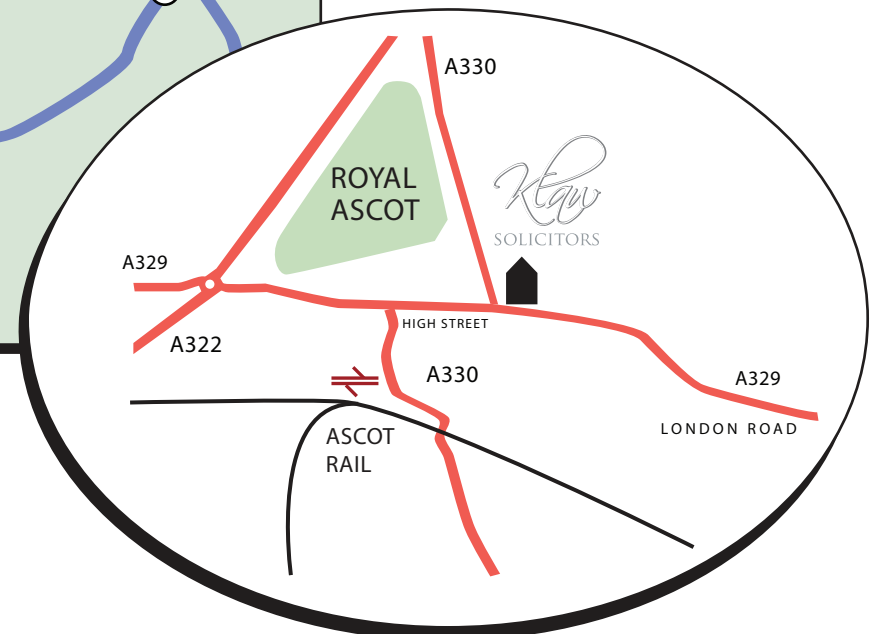 A330
ROYAL
ASCOT
Klaw
SOLICITORS
A329
HIGH STREET
A322
A330
A329
LONDON ROAD
ASCOT
RAIL